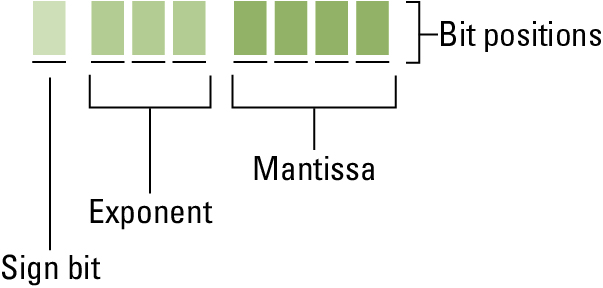 Bit positions
Mantissa
Exponent
Sign bit